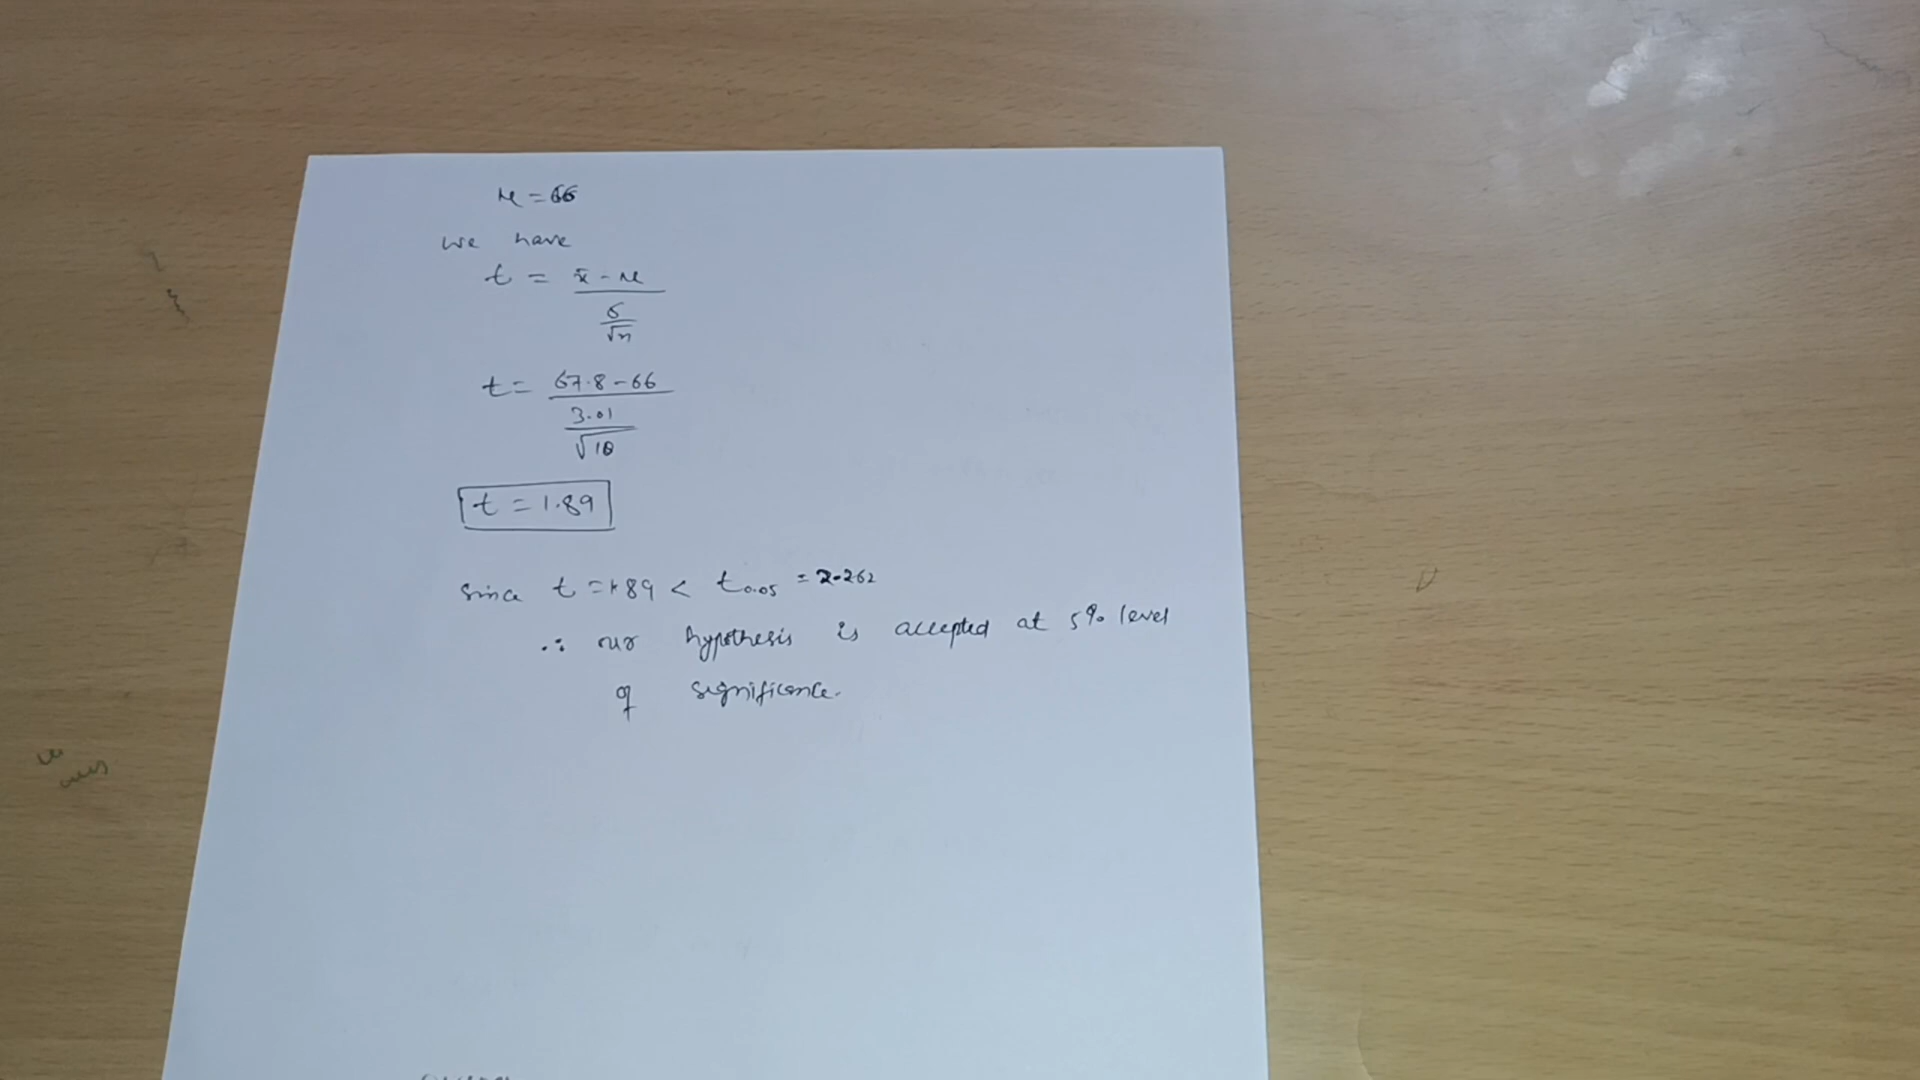 μ = 66
we have
t = x̄ - μ
σ
√n
t = 67.8 - 66
3.01
√10
t = 1.89
since t = 1.89 < t0.05 = 2.262
∴ our hypothesis is accepted at 5% level
of significance.